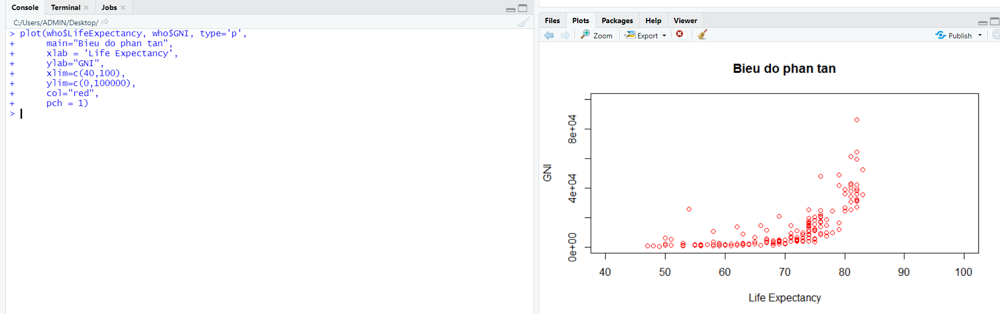 Console Terminal Jobs
C:/Users/ADMIN/Desktop/
> plot(who$LifeExpectancy, who$GNI, type='p',
+ main="Bieu do phan tan",
+ xlab = 'Life Expectancy',
+ ylab="GNI",
+ xlim=c(40,100),
+ ylim=c(0,100000),
+ col="red",
+ pch = 1)
>
Files Plots Packages Help Viewer
Zoom Export Publish
Bieu do phan tan
GNI
8e+04
4e+04
0e+00
40 50 60 70 80 90 100
Life Expectancy